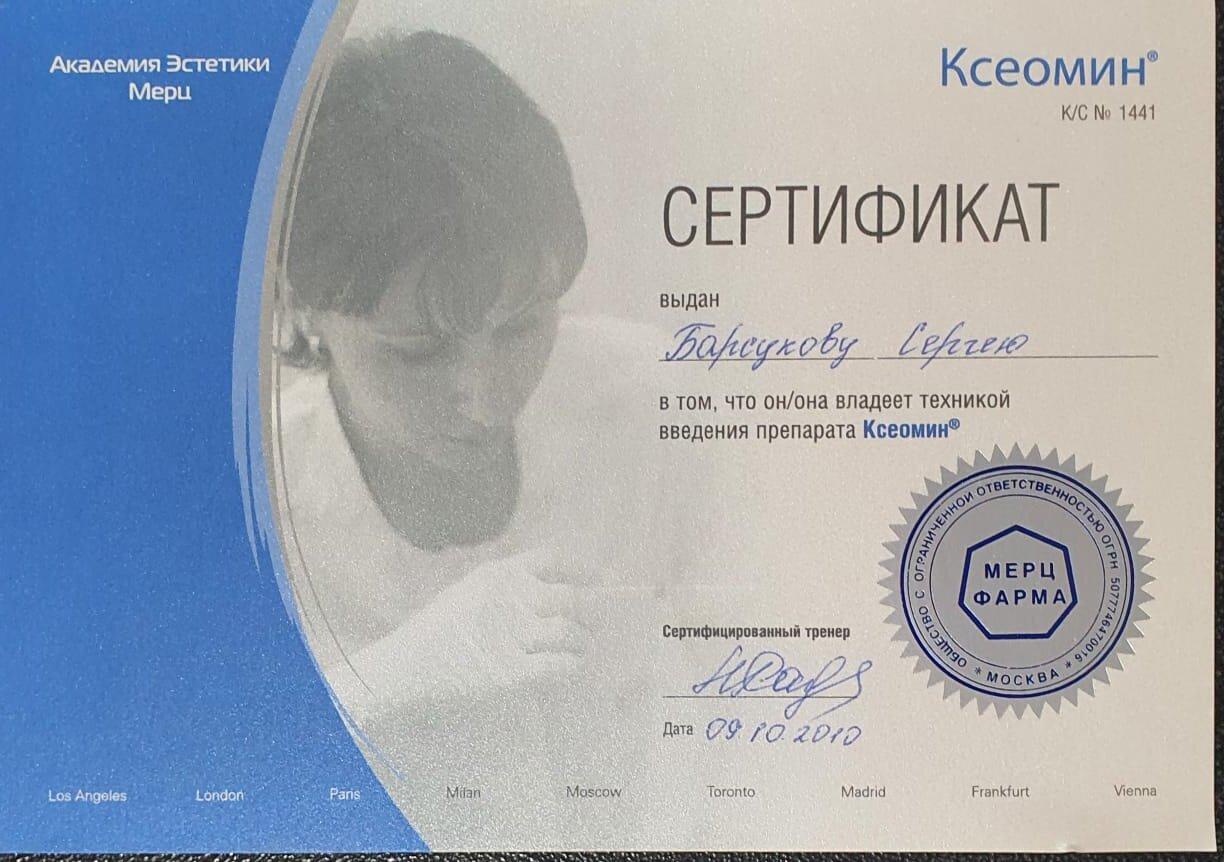 Академия Эстетики
Мерц
Ксеомин®
К/С № 1441
СЕРТИФИКАТ
выдан
Барсукову Сергею
в том, что он/она владеет техникой
введения препарата Ксеомин®
ОБЩЕСТВО С ОГРАНИЧЕННОЙ ОТВЕТСТВЕННОСТЬЮ ОГРН 5077746470016
* МОСКВА *
МЕРЦ
ФАРМА
Сертифицированный тренер
Дата 09.10.2010
Los Angeles London Paris Milan Moscow Toronto Madrid Frankfurt Vienna